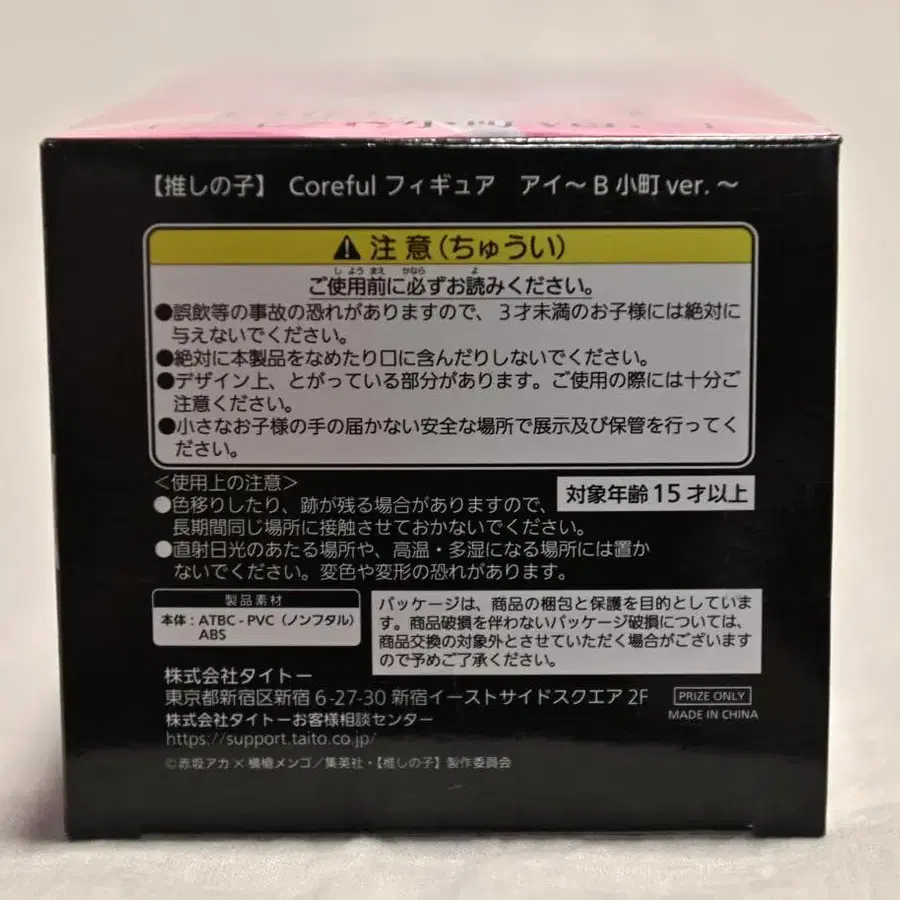 【推しの子】 Coreful フィギュア アイ～B小町 ver.～
⚠注意(ちゅうい)
ご使用前に必ずお読みください。
しようまえ かなら よ
●誤飲等の事故の恐れがありますので、3才未満のお子様には絶対に
与えないでください。
●絶対に本製品をなめたり口に含んだりしないでください。
●デザイン上、とがっている部分があります。ご使用の際には十分ご
注意ください。
●小さなお子様の手の届かない安全な場所で展示及び保管を行ってく
ださい。
＜使用上の注意＞
対象年齢15才以上
●色移りしたり、跡が残る場合がありますので、
長期間同じ場所に接触させておかないでください。
●直射日光のあたる場所や、高温・多湿になる場所には置か
ないでください。変色や変形の恐れがあります。
製品素材
本体：ATBC-PVC（ノンフタル）
ABS
パッケージは、商品の梱包と保護を目的としていま
す。商品破損を伴わないパッケージ破損については、
商品交換の対象外とさせていただく場合がございます
ので予めご了承ください。
株式会社タイトー
東京都新宿区新宿6-27-30 新宿イーストサイドスクエア 2F
株式会社タイトーお客様相談センター
https://support.taito.co.jp/
PRIZE ONLY
MADE IN CHINA
©赤坂アカ×横槍メンゴ／集英社・【推しの子】製作委員会